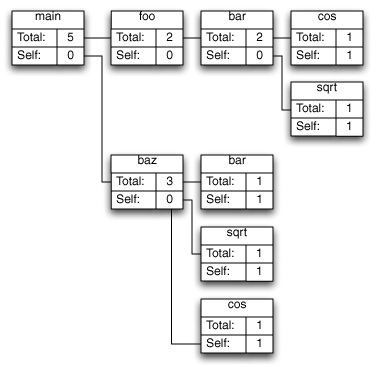 main foo bar cos
Total: 5 Total: 2 Total: 2 Total: 1
Self: 0 Self: 0 Self: 0 Self: 1
sqrt
Total: 1
Self: 1
baz bar
Total: 3 Total: 1
Self: 0 Self: 1
sqrt
Total: 1
Self: 1
cos
Total: 1
Self: 1